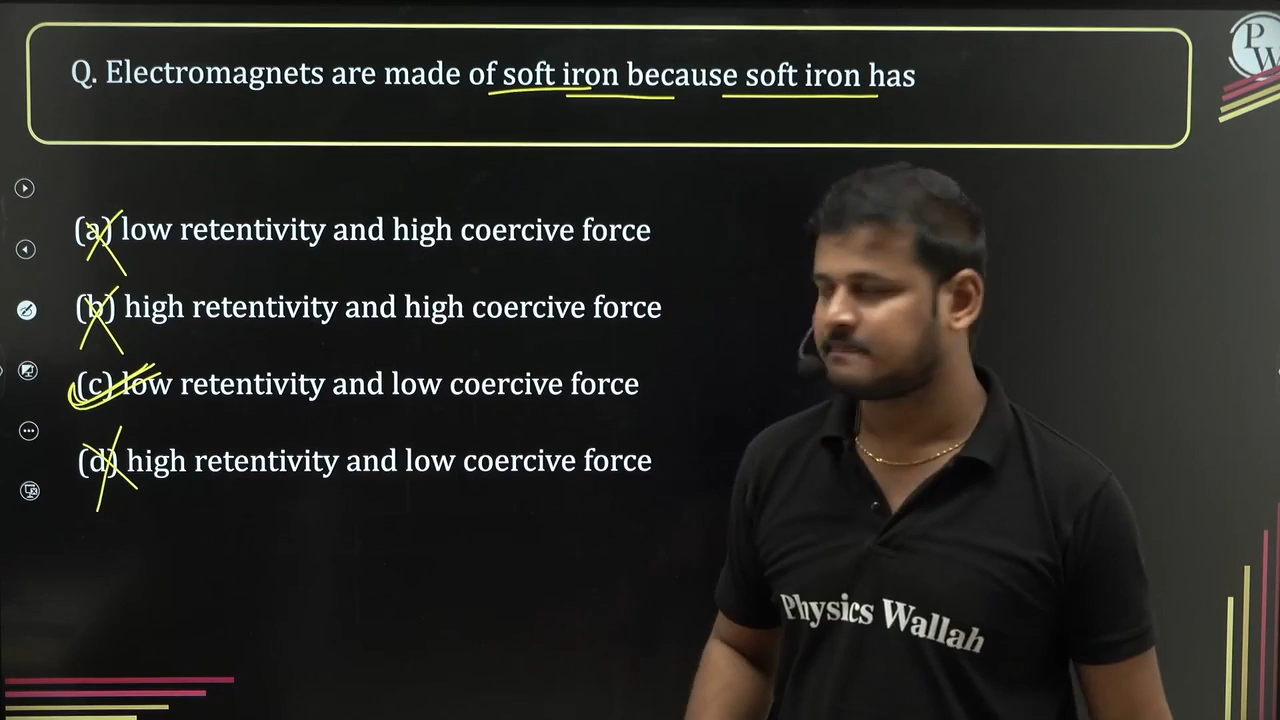 Q. Electromagnets are made of soft iron because soft iron has
(a) low retentivity and high coercive force
(b) high retentivity and high coercive force
(c) low retentivity and low coercive force
(d) high retentivity and low coercive force
PW
Physics Wallah